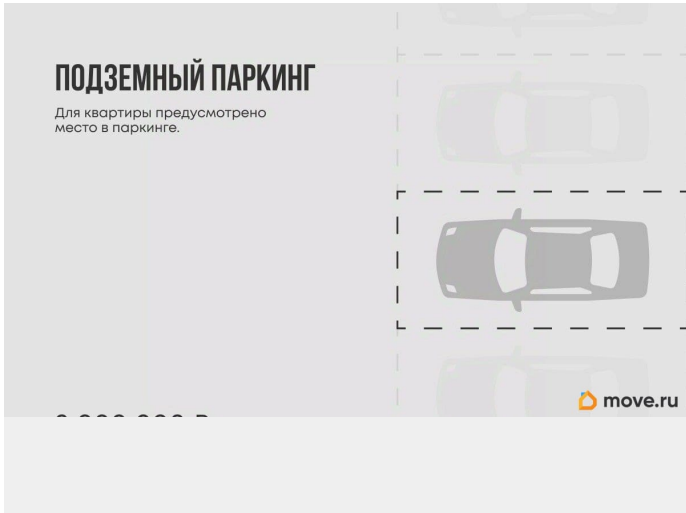 ПОДЗЕМНЫЙ ПАРКИНГ
Для квартиры предусмотрено
место в паркинге.
move.ru